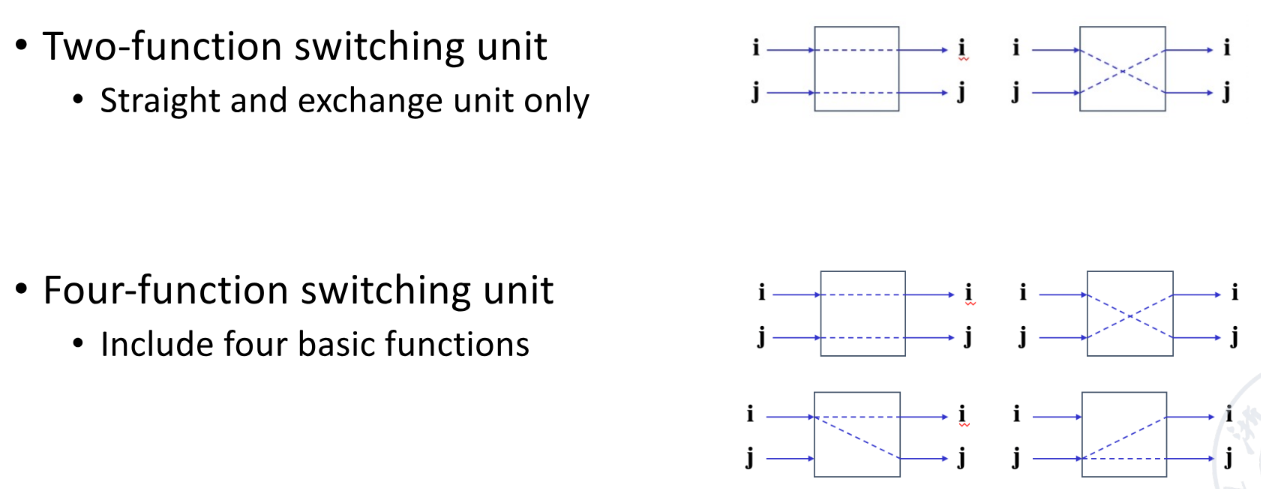 • Two-function switching unit
• Straight and exchange unit only
i i i i
j j j j
• Four-function switching unit
• Include four basic functions
i i i i
j j j j
i i i i
j j j j